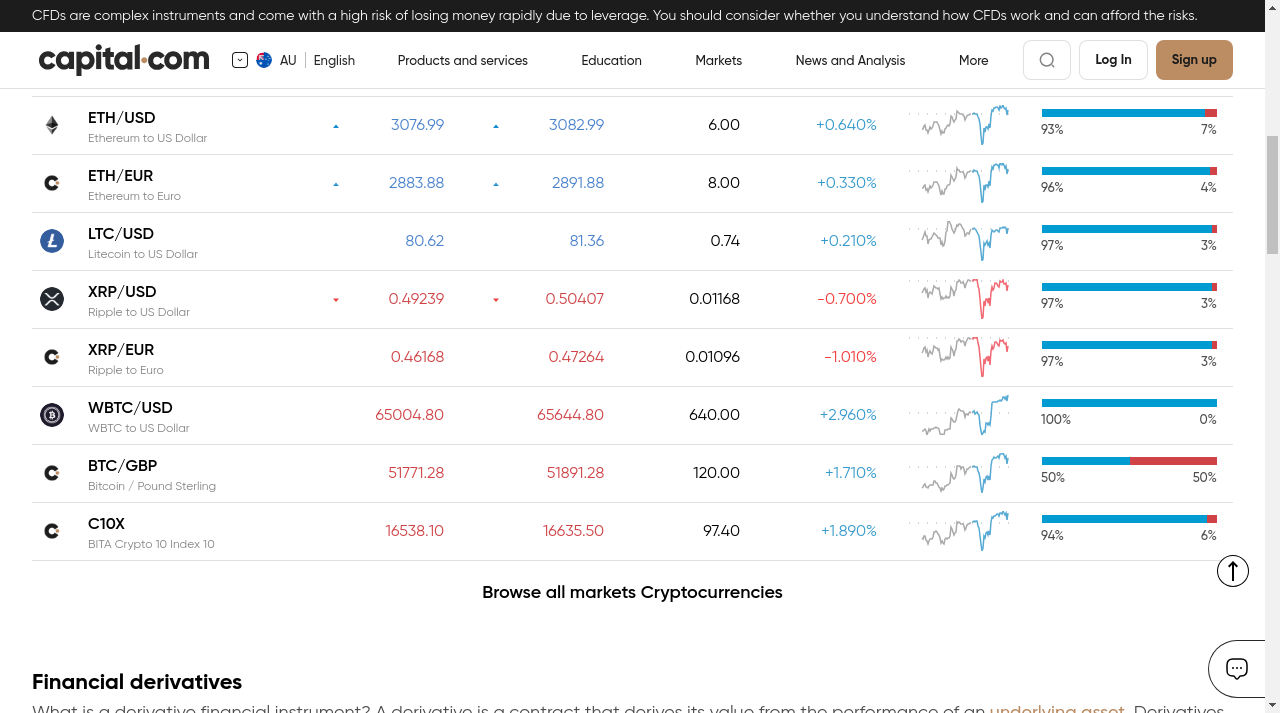 CFDs are complex instruments and come with a high risk of losing money rapidly due to leverage. You should consider whether you understand how CFDs work and can afford the risks.
capital.com AU English Products and services Education Markets News and Analysis More Log In Sign up
ETH/USD 3076.99 3082.99 6.00 +0.640%
Ethereum to US Dollar 93% 7%
ETH/EUR 2883.88 2891.88 8.00 +0.330%
Ethereum to Euro 96% 4%
LTC/USD 80.62 81.36 0.74 +0.210%
Litecoin to US Dollar 97% 3%
XRP/USD 0.49239 0.50407 0.01168 -0.700%
Ripple to US Dollar 97% 3%
XRP/EUR 0.46168 0.47264 0.01096 -1.010%
Ripple to Euro 97% 3%
WBTC/USD 65004.80 65644.80 640.00 +2.960%
WBTC to US Dollar 100% 0%
BTC/GBP 51771.28 51891.28 120.00 +1.710%
Bitcoin / Pound Sterling 50% 50%
C10X 16538.10 16635.50 97.40 +1.890%
BITA Crypto 10 Index 10 94% 6%
Browse all markets Cryptocurrencies
Financial derivatives
What is a derivative financial instrument? A derivative is a contract that derives its value from the performance of an underlying asset. Derivatives